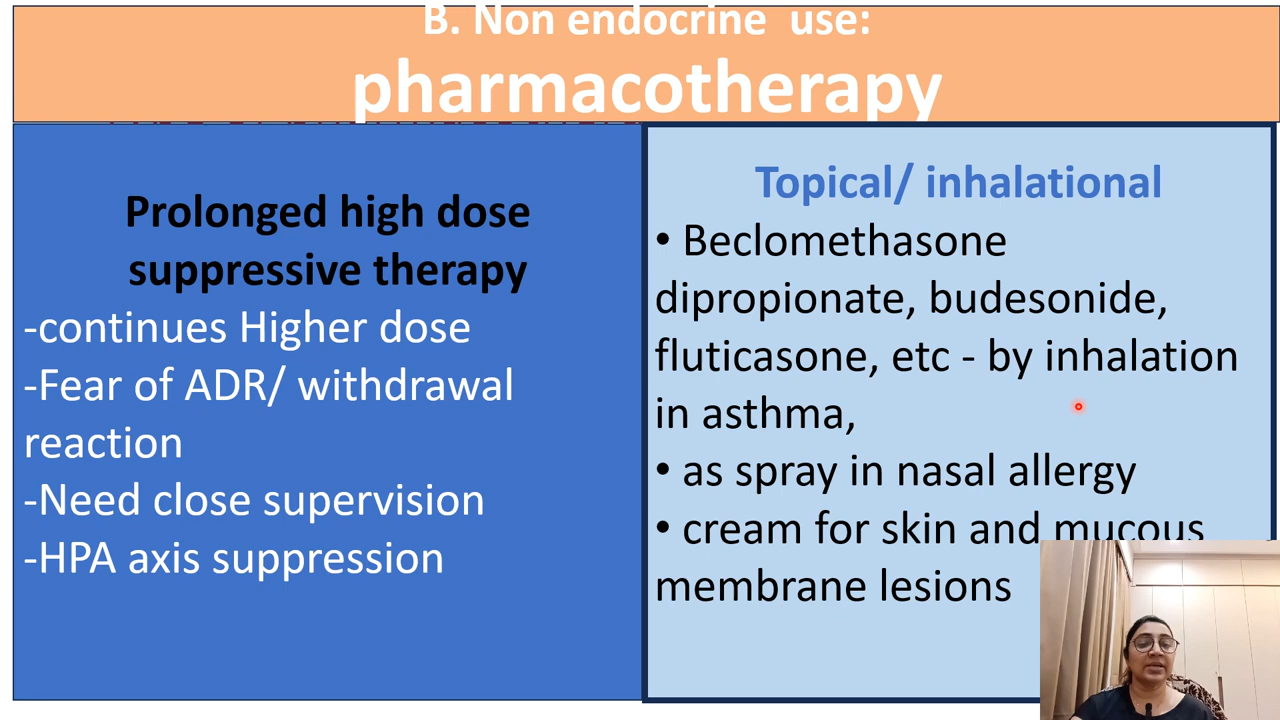 B. Non endocrine use:
pharmacotherapy
Prolonged high dose
suppressive therapy
-continues Higher dose
-Fear of ADR/ withdrawal
reaction
-Need close supervision
-HPA axis suppression
Topical/ inhalational
• Beclomethasone
dipropionate, budesonide,
fluticasone, etc - by inhalation
in asthma,
• as spray in nasal allergy
• cream for skin and mucous
membrane lesions